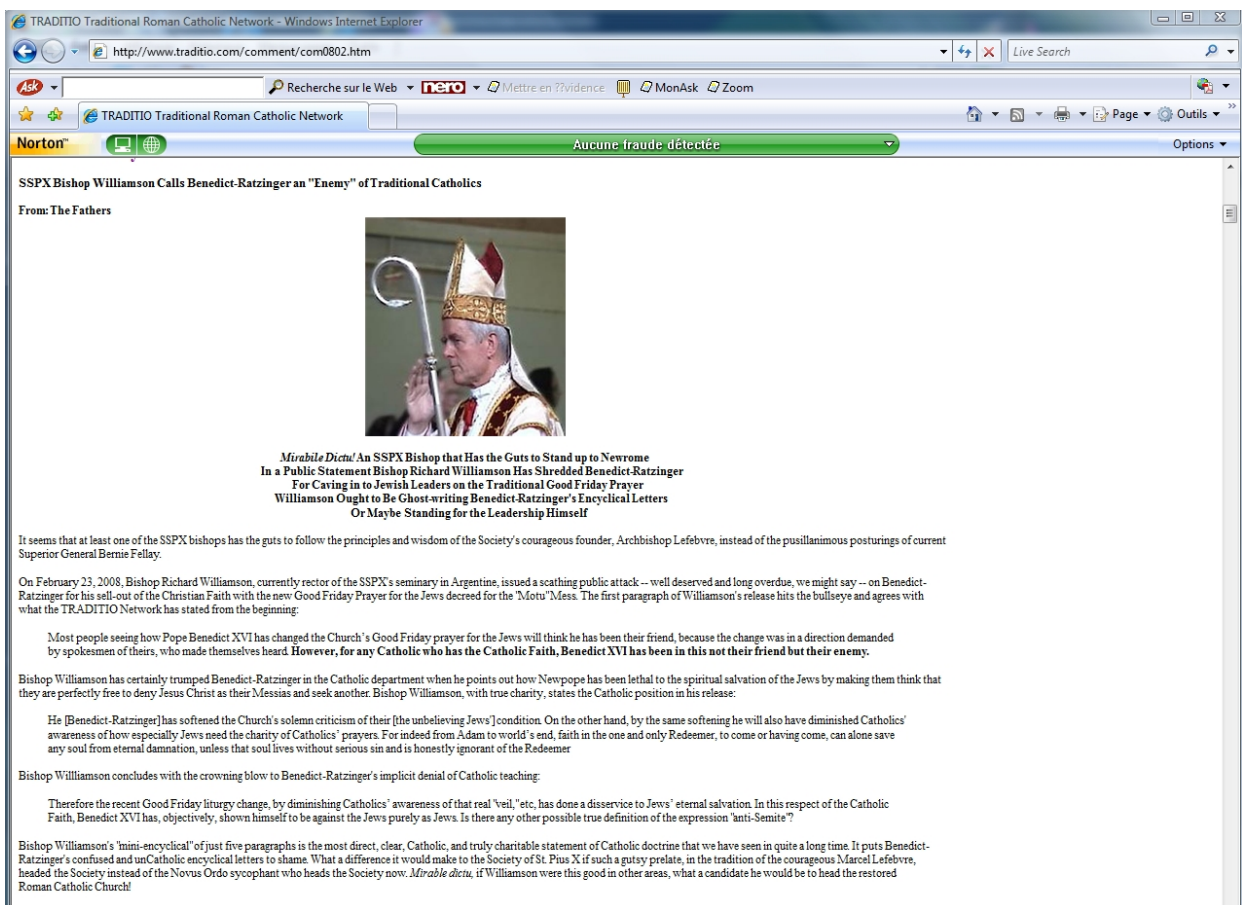 TRADITIO Traditional Roman Catholic Network - Windows Internet Explorer
http://www.traditio.com/comment/com0802.htm
Live Search
Ask
Recherche sur le Web
nero
Mettre en ??vidence
MonAsk
Zoom
TRADITIO Traditional Roman Catholic Network
Page
Outils
Norton™
Aucune fraude détectée
Options
SSPX Bishop Williamson Calls Benedict-Ratzinger an "Enemy" of Traditional Catholics
From: The Fathers
Mirabile Dictu! An SSPX Bishop that Has the Guts to Stand up to Newrome
In a Public Statement Bishop Richard Williamson Has Shredded Benedict-Ratzinger
For Caving in to Jewish Leaders on the Traditional Good Friday Prayer
Williamson Ought to Be Ghost-writing Benedict-Ratzinger's Encyclical Letters
Or Maybe Standing for the Leadership Himself
It seems that at least one of the SSPX bishops has the guts to follow the principles and wisdom of the Society's courageous founder, Archbishop Lefebvre, instead of the pusillanimous posturings of current
Superior General Bernie Fellay.
On February 23, 2008, Bishop Richard Williamson, currently rector of the SSPX's seminary in Argentine, issued a scathing public attack -- well deserved and long overdue, we might say -- on Benedict-
Ratzinger for his sell-out of the Christian Faith with the new Good Friday Prayer for the Jews decreed for the "Motu" Mess. The first paragraph of Williamson's release hits the bullseye and agrees with
what the TRADITIO Network has stated from the beginning:
Most people seeing how Pope Benedict XVI has changed the Church's Good Friday prayer for the Jews will think he has been their friend, because the change was in a direction demanded
by spokesmen of theirs, who made themselves heard. However, for any Catholic who has the Catholic Faith, Benedict XVI has been in this not their friend but their enemy.
Bishop Williamson has certainly trumped Benedict-Ratzinger in the Catholic department when he points out how Newpope has been lethal to the spiritual salvation of the Jews by making them think that
they are perfectly free to deny Jesus Christ as their Messias and seek another. Bishop Williamson, with true charity, states the Catholic position in his release:
He [Benedict-Ratzinger] has softened the Church's solemn criticism of their [the unbelieving Jews'] condition. On the other hand, by the same softening he will also have diminished Catholics'
awareness of how especially Jews need the charity of Catholics' prayers. For indeed from Adam to world's end, faith in the one and only Redeemer, to come or having come, can alone save
any soul from eternal damnation, unless that soul lives without serious sin and is honestly ignorant of the Redeemer
Bishop Willliamson concludes with the crowning blow to Benedict-Ratzinger's implicit denial of Catholic teaching:
Therefore the recent Good Friday liturgy change, by diminishing Catholics' awareness of that real "veil," etc, has done a disservice to Jews' eternal salvation. In this respect of the Catholic
Faith, Benedict XVI has, objectively, shown himself to be against the Jews purely as Jews. Is there any other possible true definition of the expression "anti-Semite"?
Bishop Williamson's "mini-encyclical" of just five paragraphs is the most direct, clear, Catholic, and truly charitable statement of Catholic doctrine that we have seen in quite a long time. It puts Benedict-
Ratzinger's confused and unCatholic encyclical letters to shame. What a difference it would make to the Society of St. Pius X if such a gutsy prelate, in the tradition of the courageous Marcel Lefebvre,
headed the Society instead of the Novus Ordo sycophant who heads the Society now. Mirable dictu, if Williamson were this good in other areas, what a candidate he would be to head the restored
Roman Catholic Church!